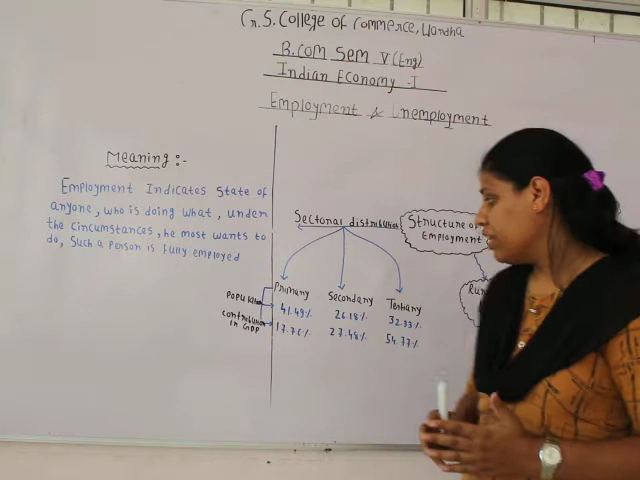 G.S. College of Commerce, Wardha
B.Com Sem V (Eng)
Indian Economy - I
Employment & Unemployment
Meaning :-
Employment Indicates State of
anyone, who is doing what, under
the circumstances, he most wants to
do, Such a person is fully employed
Sectoral distribution
Structure of
Employment
Primary Secondary Tertiary
Population 41.49% 26.18% 32.33%
contribution in GDP 17.76% 27.48% 54.77%